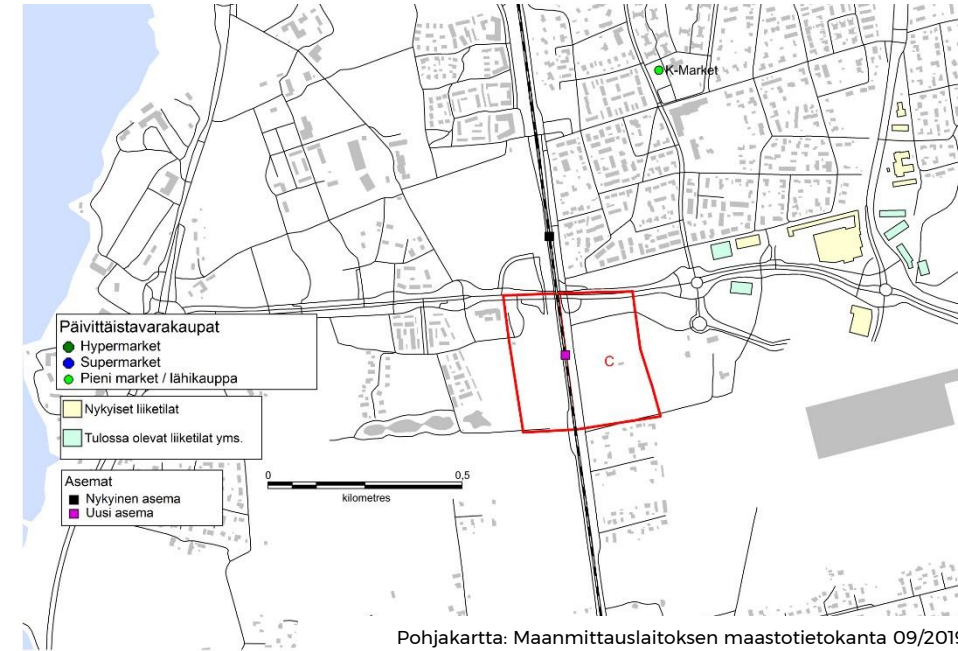 K-Market
C
Päivittäistavarakaupat
Hypermarket
Supermarket
Pieni market / lähikauppa
Nykyiset liiketilat
Tulossa olevat liiketilat yms.
0 0,5
kilometres
Asemat
Nykyinen asema
Uusi asema
Pohjakartta: Maanmittauslaitoksen maastotietokanta 09/2019